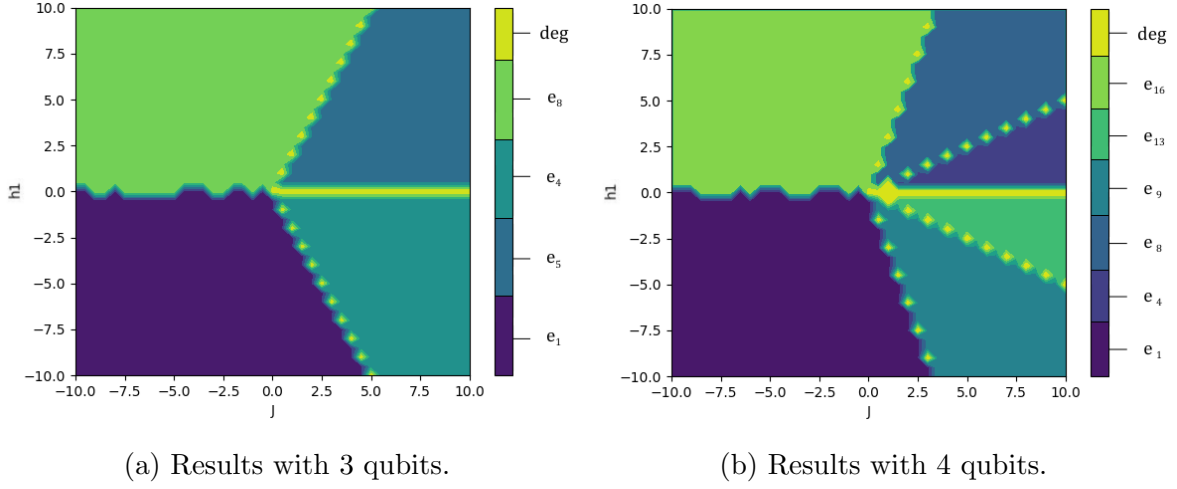 10.0
7.5
5.0
2.5
0.0
−2.5
−5.0
−7.5
−10.0
h1
−10.0 −7.5 −5.0 −2.5 0.0 2.5 5.0 7.5 10.0
J
deg
e8
e4
e5
e1
(a) Results with 3 qubits.
10.0
7.5
5.0
2.5
0.0
−2.5
−5.0
−7.5
−10.0
h1
−10.0 −7.5 −5.0 −2.5 0.0 2.5 5.0 7.5 10.0
J
deg
e16
e13
e9
e8
e4
e1
(b) Results with 4 qubits.